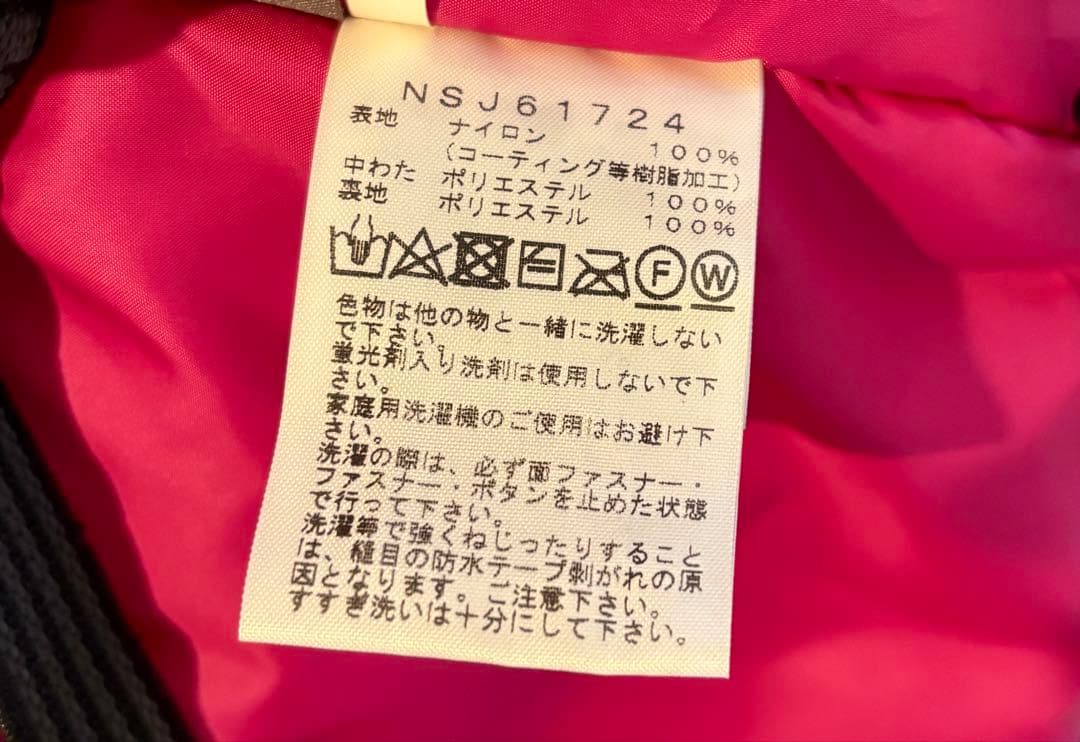 NSJ61724
表地 ナイロン 100%
(コーティング等樹脂加工)
中わた ポリエステル 100%
裏地 ポリエステル 100%
F W
色物は他の物と一緒に洗濯しない
で下さい。
蛍光剤入り洗剤は使用しないで下
さい。
家庭用洗濯機のご使用はお避け下
さい。
洗濯の際は、必ず面ファスナー・
ファスナー・ボタンを止めた状態
で行って下さい。
洗濯等で強くねじったりすること
は、縫目の防水テープ剥がれの原
因となります。ご注意下さい。
すすぎ洗いは十分にして下さい。